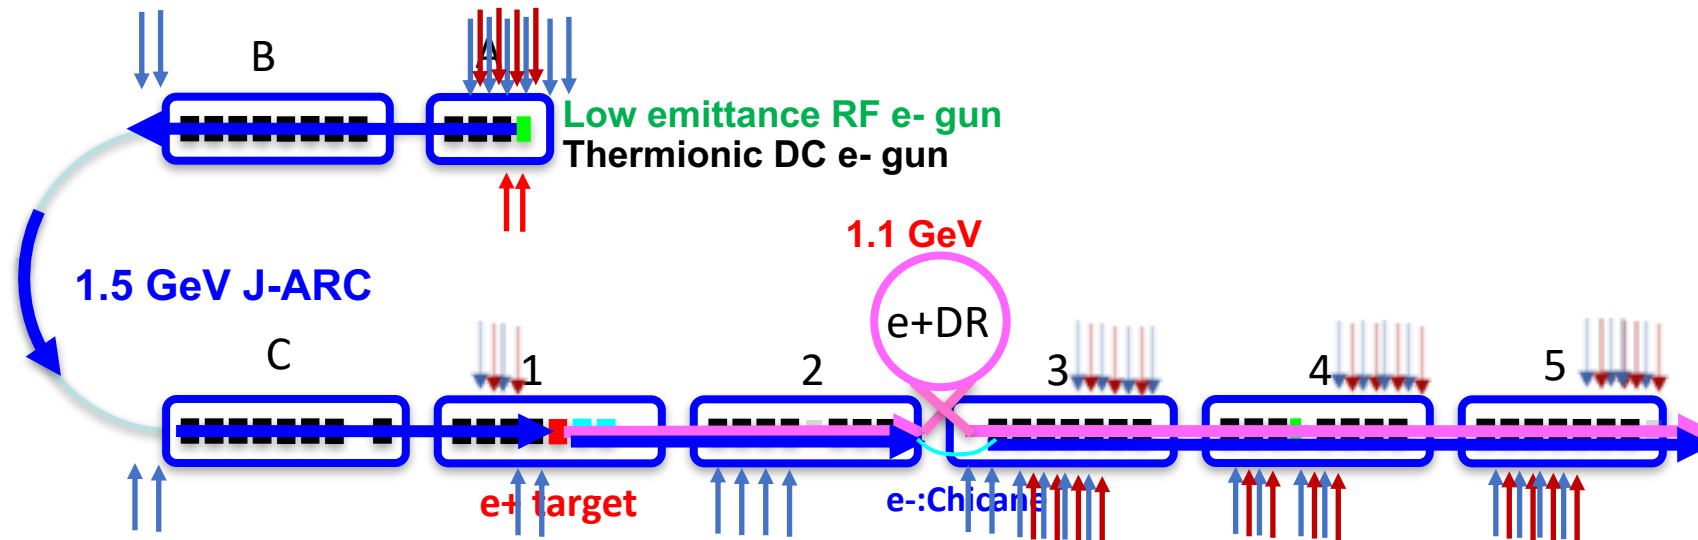 B
A
Low emittance RF e- gun
Thermionic DC e- gun
1.1 GeV
1.5 GeV J-ARC
e+DR
C
1
2
3
4
5
e+ target
e-:Chicane